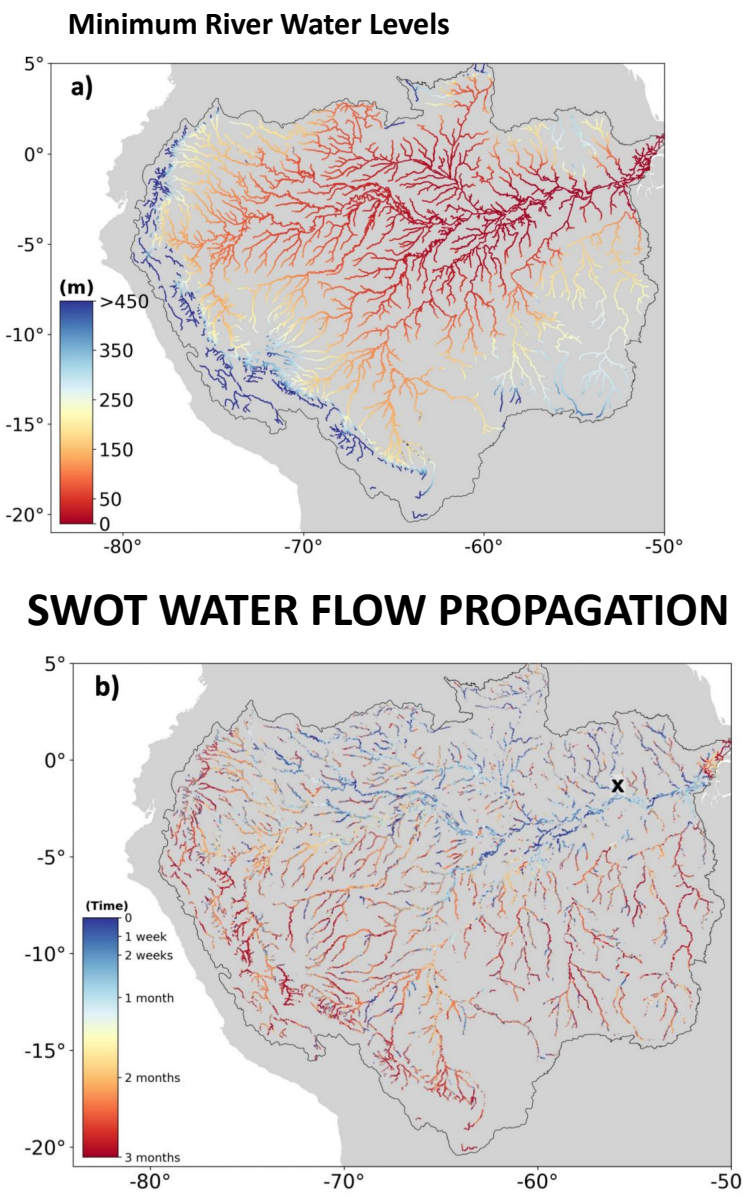 Minimum River Water Levels
a)
5°
0°
-5°
-10°
-15°
-20°
(m)
>450
350
250
150
50
0
-80°
-70°
-60°
-50°
SWOT WATER FLOW PROPAGATION
b)
x
5°
0°
-5°
-10°
-15°
-20°
(Time)
0
1 week
2 weeks
1 month
2 months
3 months
-80°
-70°
-60°
-50